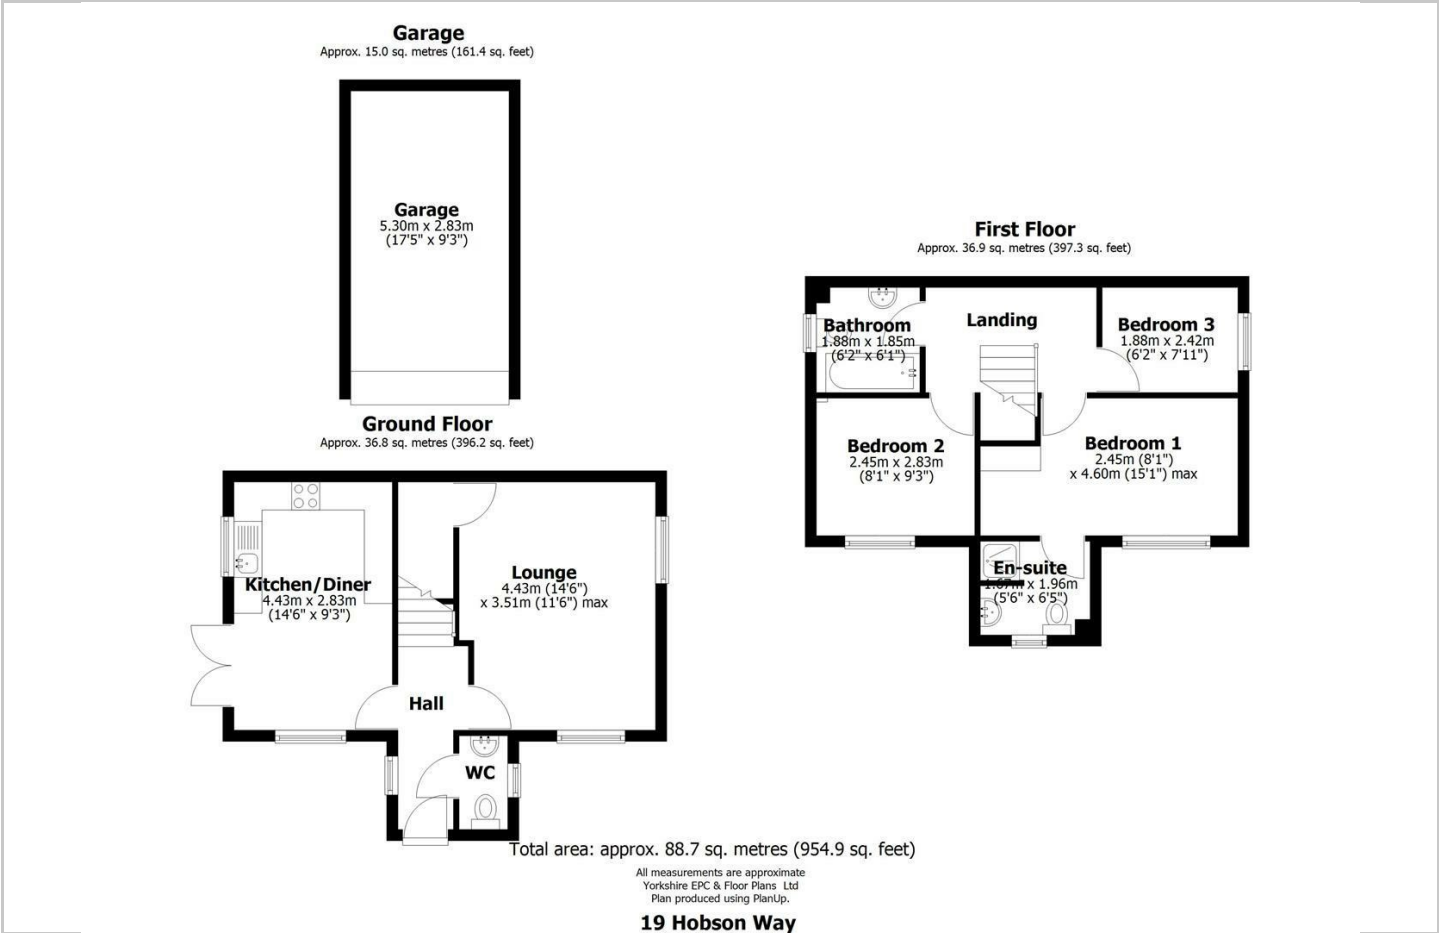 Garage
Approx. 15.0 sq. metres (161.4 sq. feet)
Garage
5.30m x 2.83m
(17'5" x 9'3")
Ground Floor
Approx. 36.8 sq. metres (396.2 sq. feet)
Kitchen/Diner
4.43m x 2.83m
(14'6" x 9'3")
Lounge
4.43m (14'6")
x 3.51m (11'6") max
Hall
WC
First Floor
Approx. 36.9 sq. metres (397.3 sq. feet)
Bathroom
1.88m x 1.85m
(6'2" x 6'1")
Landing
Bedroom 3
1.88m x 2.42m
(6'2" x 7'11")
Bedroom 2
2.45m x 2.83m
(8'1" x 9'3")
Bedroom 1
2.45m (8'1")
x 4.60m (15'1") max
En-suite
1.67m x 1.96m
(5'6" x 6'5")
Total area: approx. 88.7 sq. metres (954.9 sq. feet)
All measurements are approximate
Yorkshire EPC & Floor Plans Ltd
Plan produced using PlanUp.
19 Hobson Way